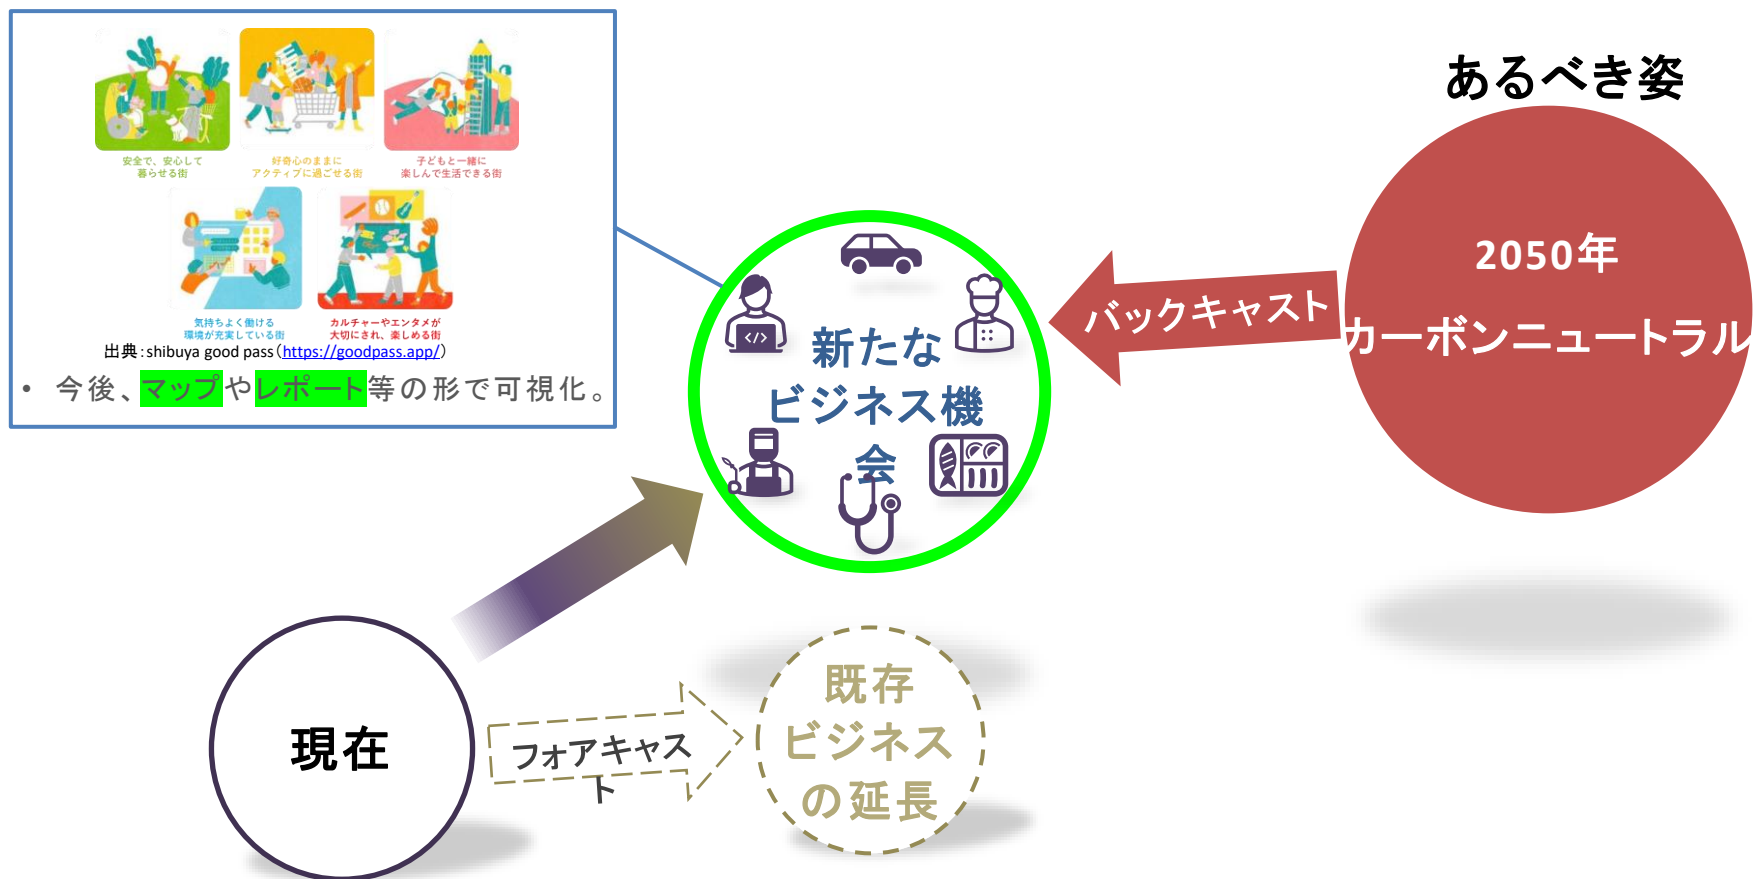 安全で、安心して
暮らせる街
好奇心のままに
アクティブに過ごせる街
子どもと一緒に
楽しんで生活できる街
気持ちよく働ける
環境が充実している街
カルチャーやエンタメが
大切にされ、楽しめる街
出典：shibuya good pass（https://goodpass.app/）
• 今後、マップやレポート等の形で可視化。
あるべき姿
2050年
カーボンニュートラル
バックキャスト
</>
新たな
ビジネス機
会
現在
フォアキャス
ト
既存
ビジネス
の延長